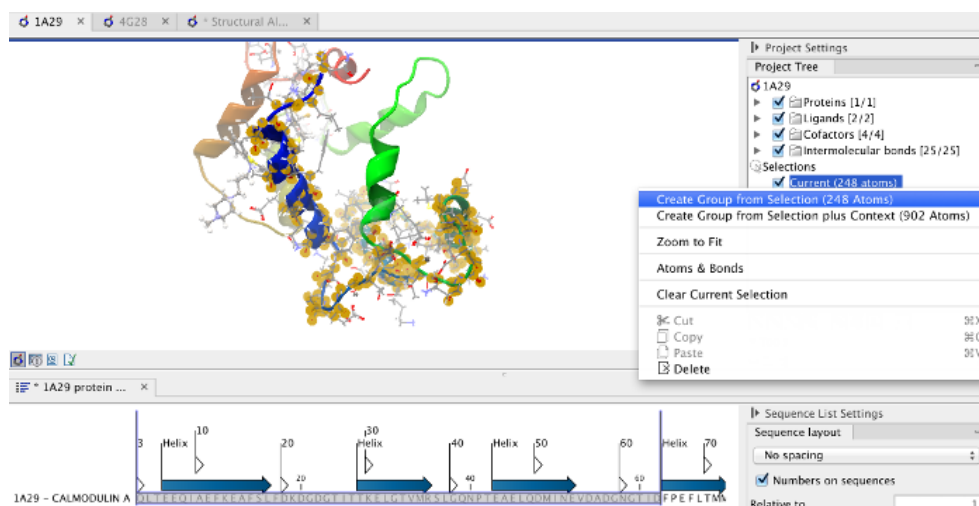 1A29 × 4G28 × * Structural Al... ×
Project Settings
Project Tree
1A29
Proteins [1/1]
Ligands [2/2]
Cofactors [4/4]
Intermolecular bonds [25/25]
Selections
Current (248 atoms)
Create Group from Selection (248 Atoms)
Create Group from Selection plus Context (902 Atoms)
Zoom to Fit
Atoms & Bonds
Clear Current Selection
Cut ⌘X
Copy
Paste
Delete
* 1A29 protein ... ×
Sequence List Settings
Sequence layout
No spacing
Numbers on sequences
Relative to 1
3 Helix 10 20 Helix 30 40 Helix 50 60 Helix 70
20 40 60
1A29 - CALMODULIN A QLTEEQIAEFKEAFSLFDKDGDGTITTKELGTVMRSLGQNPTEAELQDMINEVDADGNGTIDFPEFLTM